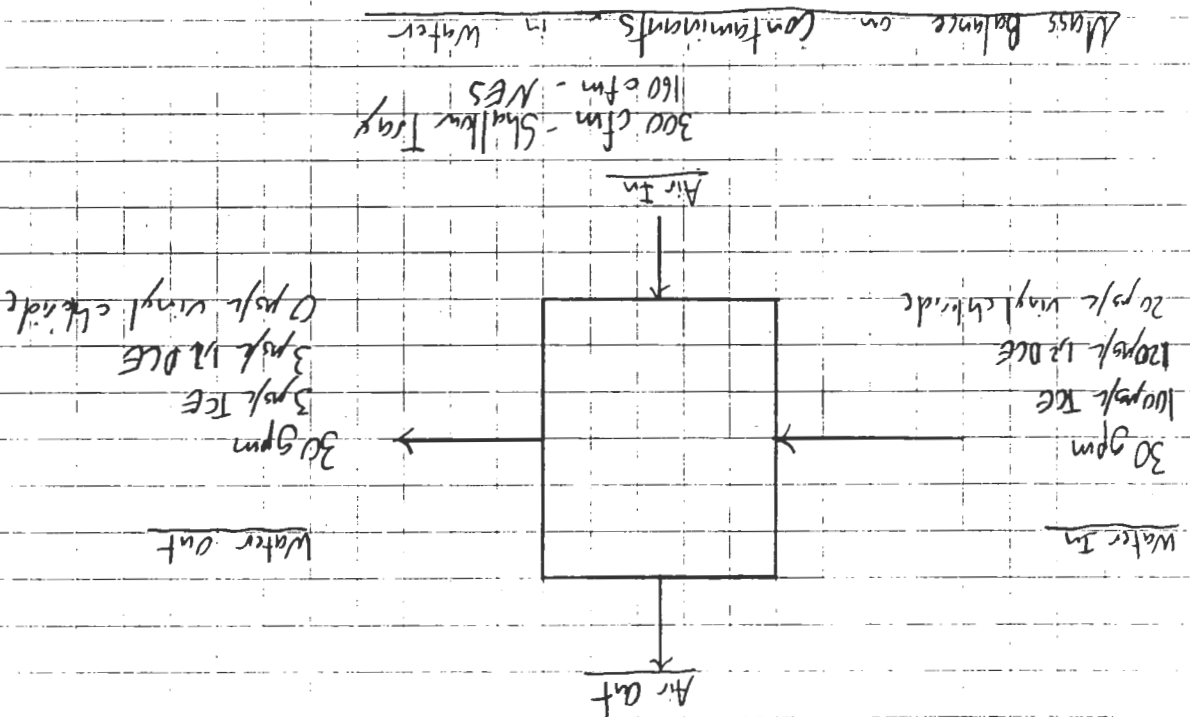 Air Out
Water In
Water Out
30 gpm
100 µg/L TCE
120 µg/L 1,2 DCE
20 µg/L vinyl chloride
30 gpm
3 µg/L TCE
3 µg/L 1,2 DCE
0 µg/L vinyl chloride
Air In
300 cfm - Shallow Tray
160 cfm - NES
Mass Balance on Contaminants in Water